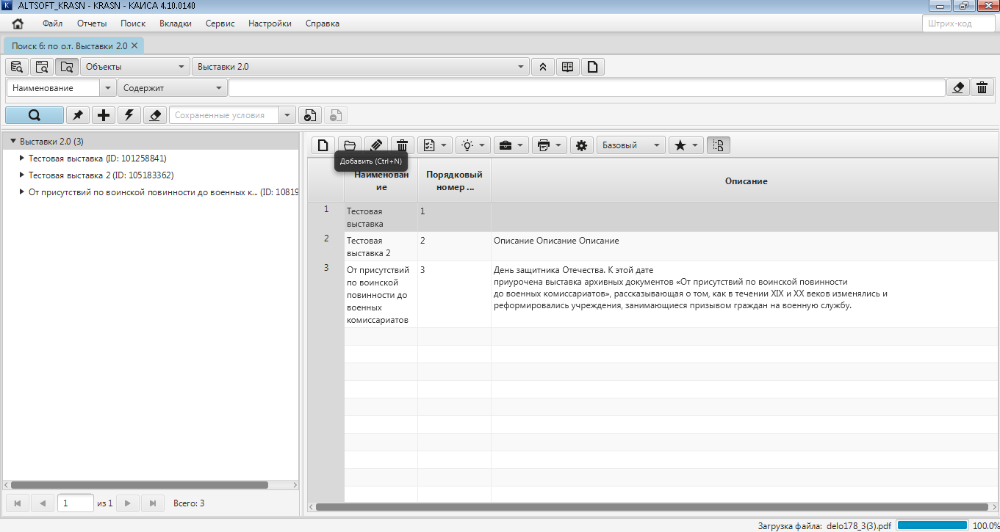 ALTSOFT_KRASN - KRASN - КАИСА 4.10.0140
Файл Отчеты Поиск Вкладки Сервис Настройки Справка Штрих-код
Поиск 6: по о.т. Выставки 2.0
Объекты Выставки 2.0
Наименование Содержит
Сохраненные условия
Выставки 2.0 (3)
Тестовая выставка (ID: 101258841)
Тестовая выставка 2 (ID: 105183362)
От присутствий по воинской повинности до военных к... (ID: 10819
Базовый
Добавить (Ctrl+N)
Наименован
ие
Порядковый
номер ...
Описание
1
Тестовая
выставка
1
2
Тестовая
выставка 2
2
Описание Описание Описание
3
От присутствий
по воинской
повинности до
военных
комиссариатов
3
День защитника Отечества. К этой дате
приурочена выставка архивных документов «От присутствий по воинской повинности
до военных комиссариатов», рассказывающая о том, как в течении XIX и XX веков изменялись и
реформировались учреждения, занимающиеся призывом граждан на военную службу.
1 из 1 Всего: 3
Загрузка файла: delo178_3(3).pdf 100.0%